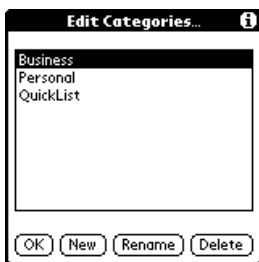 Edit Categories... i
Business
Personal
QuickList
OK New Rename Delete